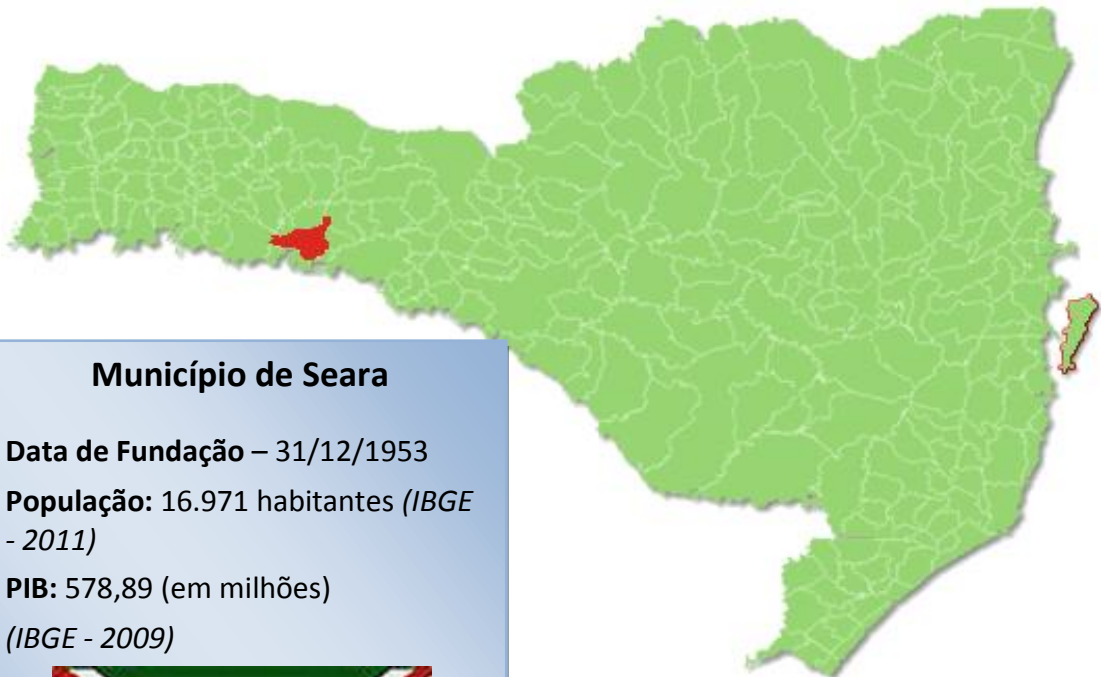 Município de Seara
Data de Fundação – 31/12/1953
População: 16.971 habitantes (IBGE
- 2011)
PIB: 578,89 (em milhões)
(IBGE - 2009)